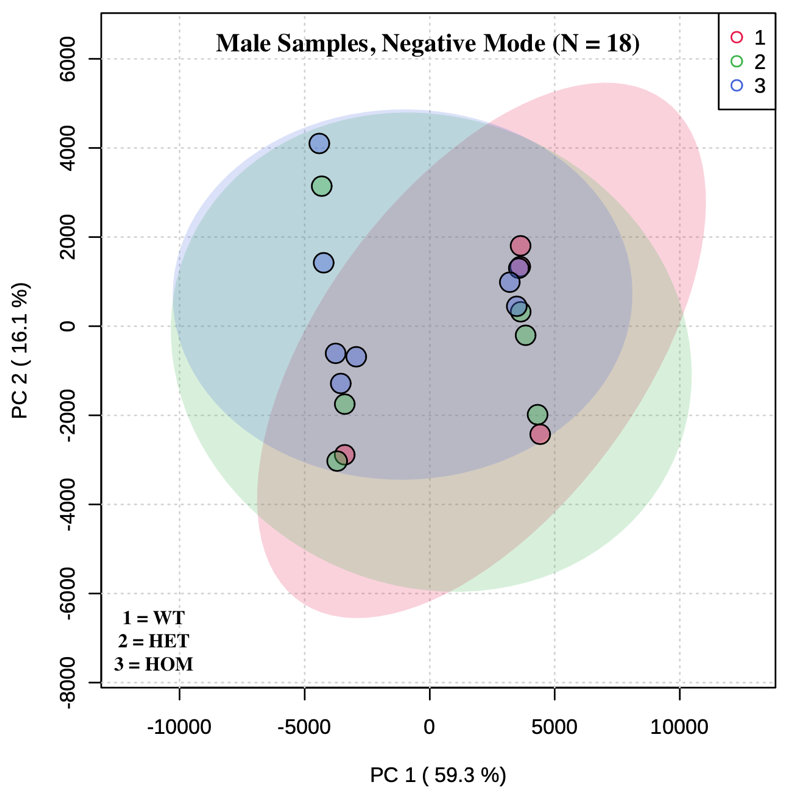 Male Samples, Negative Mode (N = 18)
1
2
3
6000
4000
2000
0
-2000
-4000
-6000
-8000
PC 2 ( 16.1 %)
1 = WT
2 = HET
3 = HOM
-10000 -5000 0 5000 10000
PC 1 ( 59.3 %)